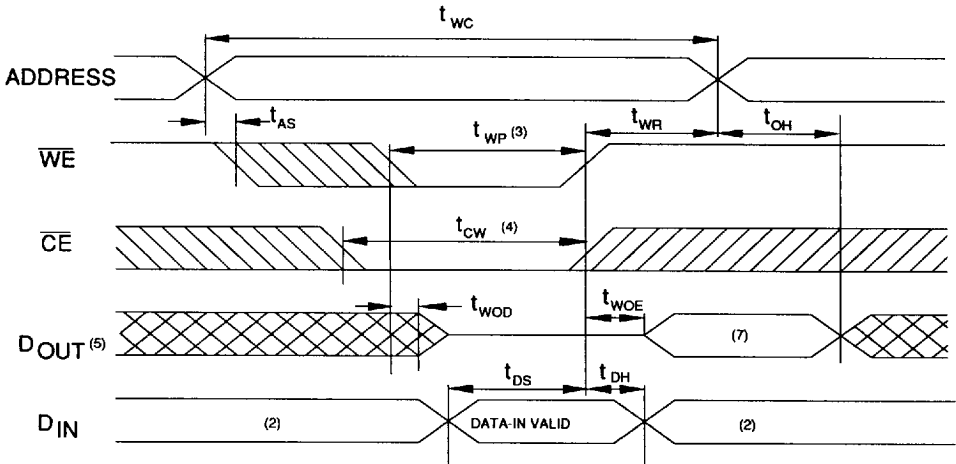 t WC
ADDRESS
t AS
t WP (3)
t WR
t OH
WE
t CW (4)
CE
t WOD
t WOE
D OUT (5)
(7)
t DS
t DH
D IN
(2)
DATA-IN VALID
(2)